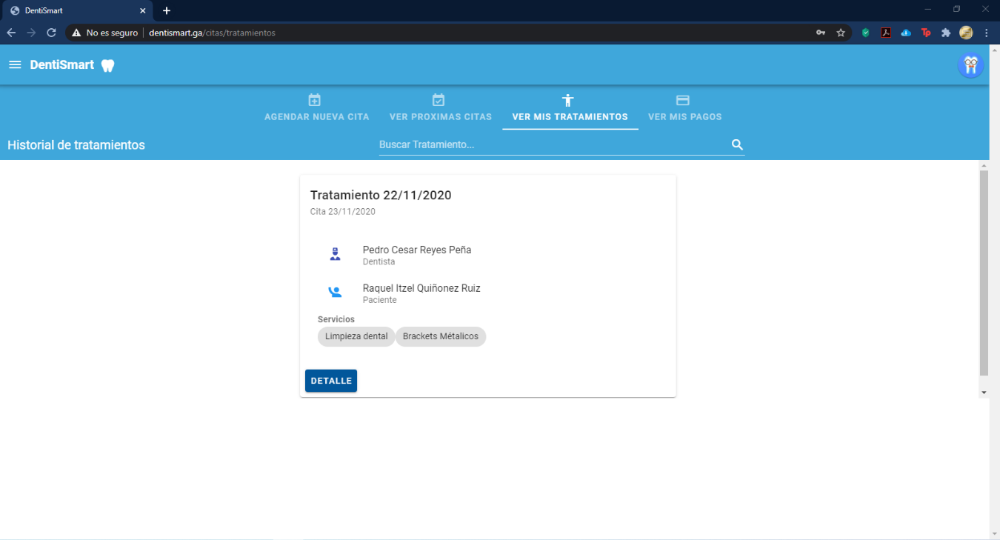 DentiSmart
No es seguro dentismart.ga/citas/tratamientos
Tp
DentiSmart
AGENDAR NUEVA CITA VER PROXIMAS CITAS VER MIS TRATAMIENTOS VER MIS PAGOS
Historial de tratamientos Buscar Tratamiento...
Tratamiento 22/11/2020
Cita 23/11/2020
Pedro Cesar Reyes Peña
Dentista
Raquel Itzel Quiñonez Ruiz
Paciente
Servicios
Limpieza dental Brackets Métalicos
DETALLE